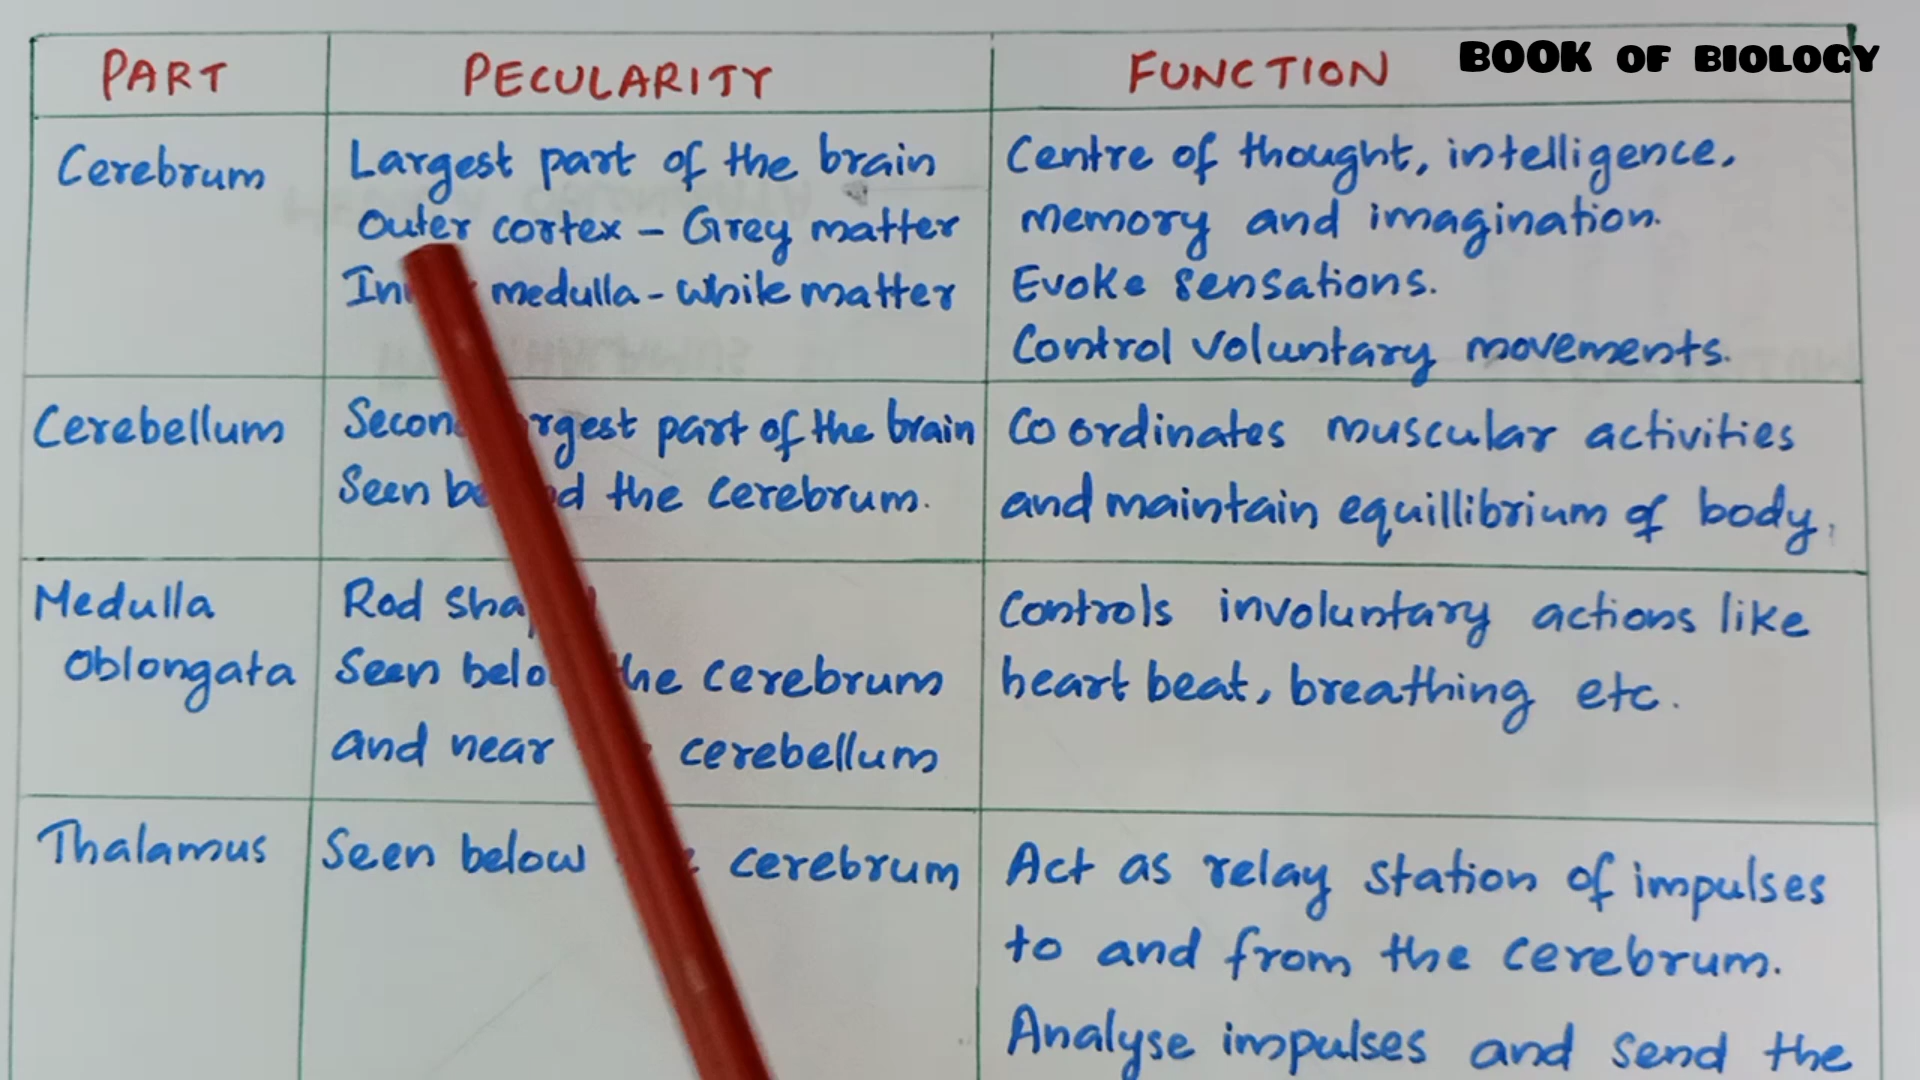 PART PECULARITY FUNCTION BOOK OF BIOLOGY
Cerebrum
Largest part of the brain
Outer cortex - Grey matter
medulla - white matter
Centre of thought, intelligence,
memory and imagination.
Evoke sensations.
Control voluntary movements.
Cerebellum
part of the brain
Seen the cerebrum.
Co ordinates muscular activities
and maintain equillibrium of body,
Medulla
Oblongata
Rod
Seen the cerebrum
and near cerebellum
Controls involuntary actions like
heart beat, breathing etc.
Thalamus
Seen below cerebrum
Act as relay station of impulses
to and from the cerebrum.
Analyse impulses and send the